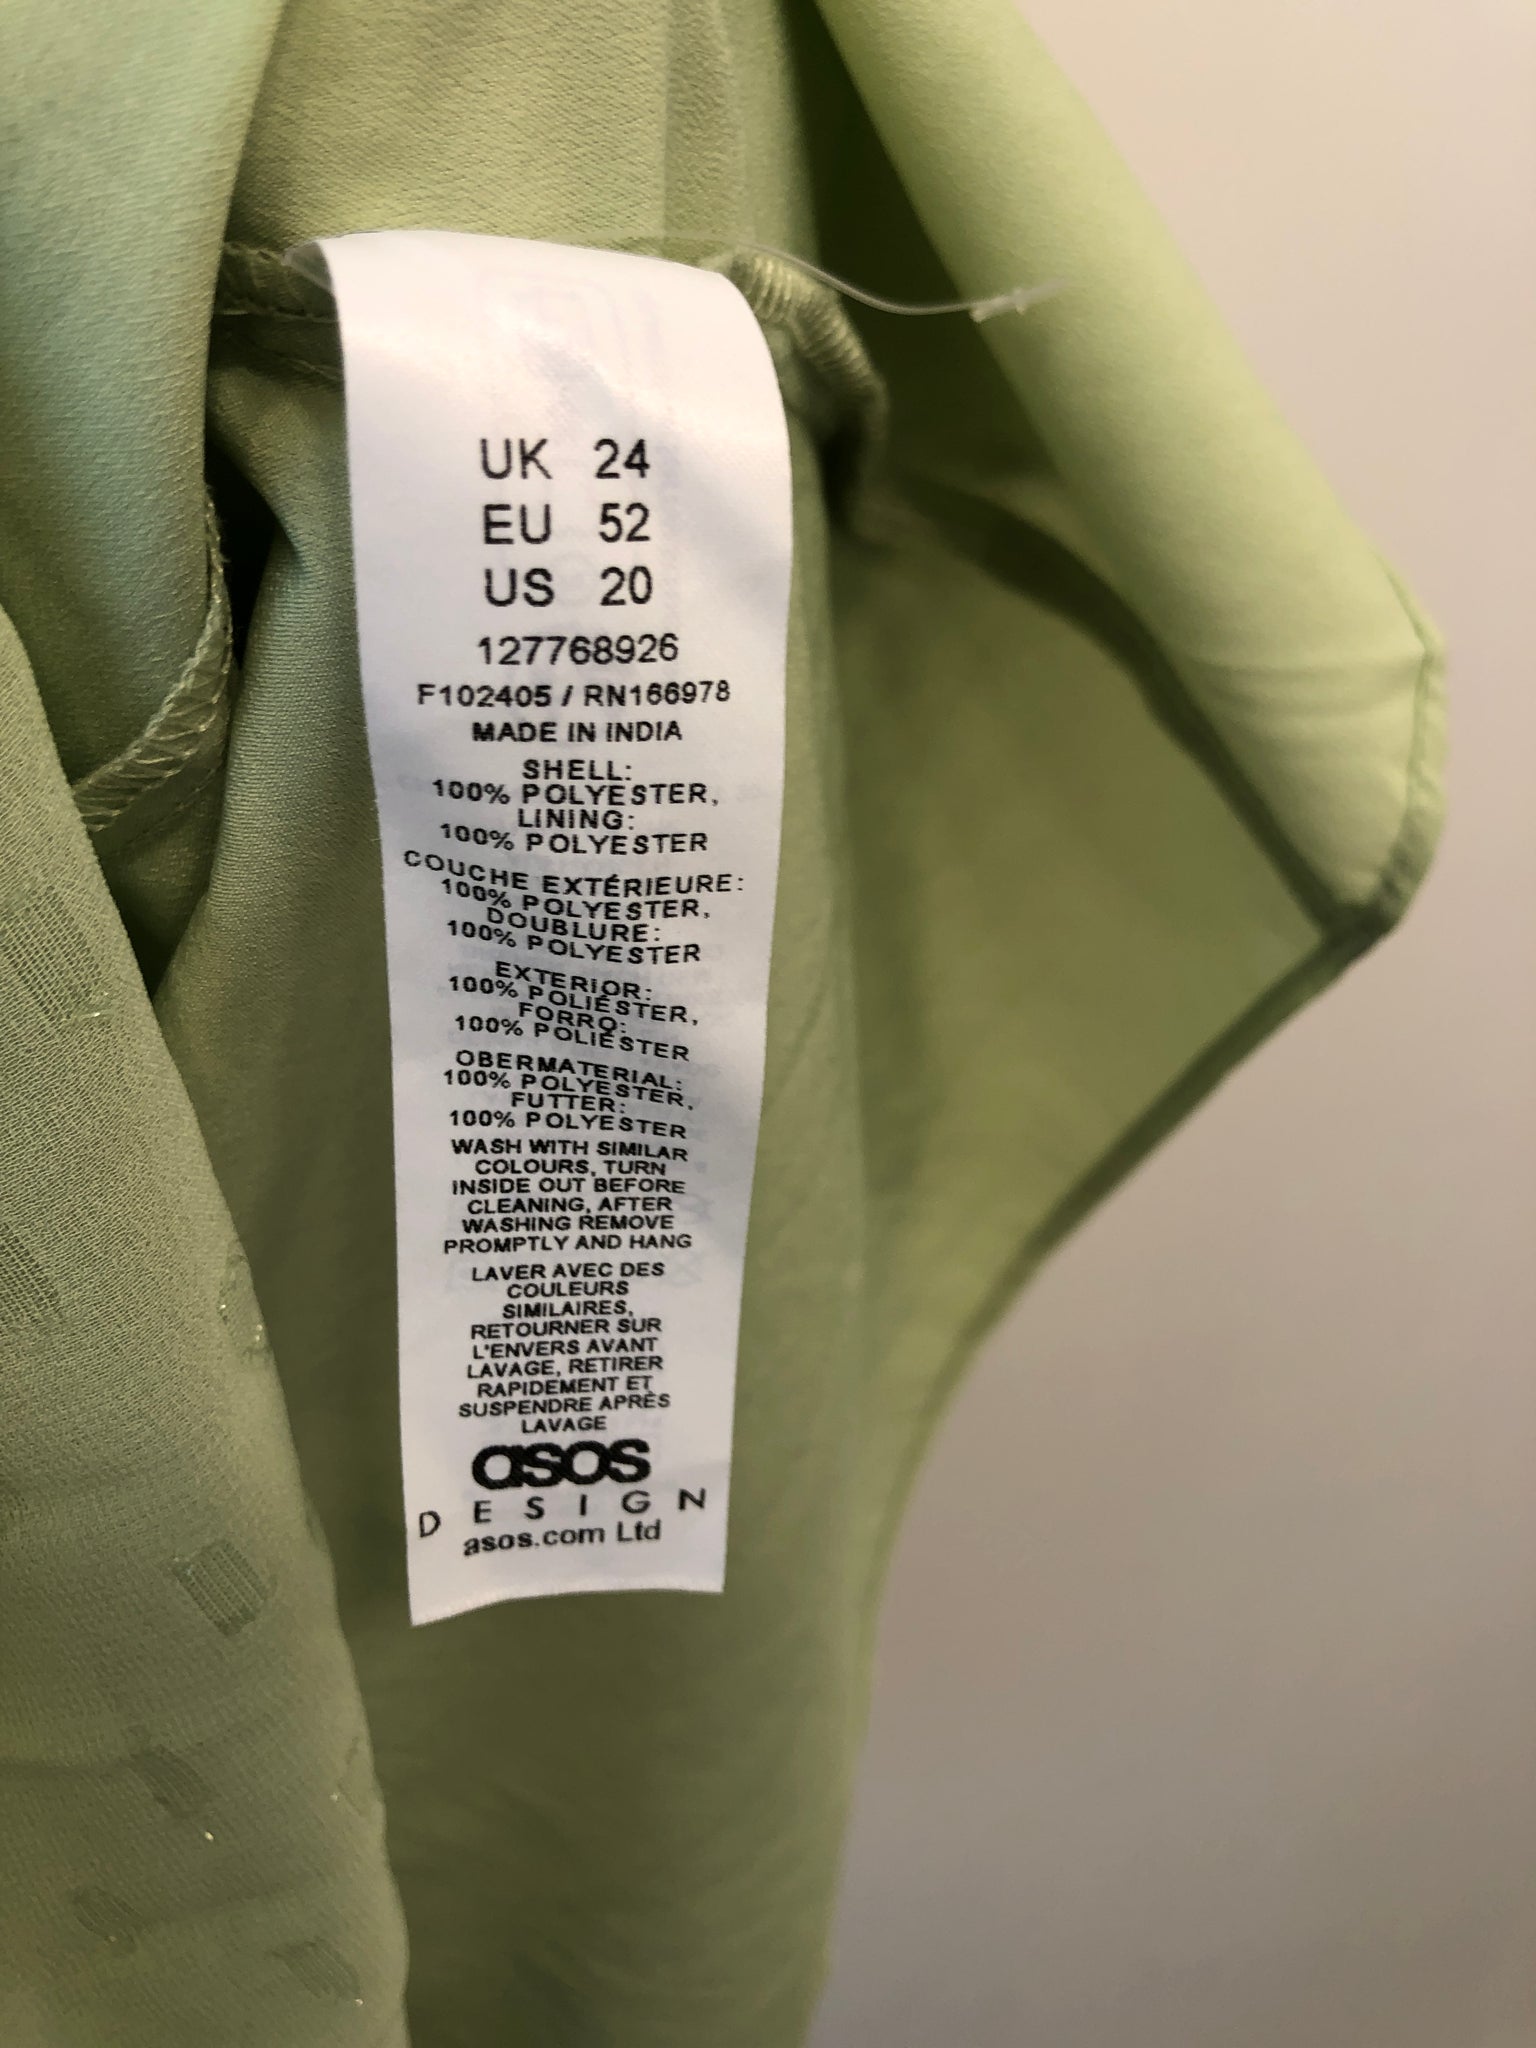 UK 24
EU 52
US 20
127768926
F102405 / RN166978
MADE IN INDIA
SHELL:
100% POLYESTER,
LINING:
100% POLYESTER
COUCHE EXTÉRIEURE:
100% POLYESTER,
DOUBLURE:
100% POLYESTER
EXTERIOR:
100% POLIÉSTER,
FORRO:
100% POLIÉSTER
OBERMATERIAL:
100% POLYESTER,
FUTTER:
100% POLYESTER
WASH WITH SIMILAR
COLOURS, TURN
INSIDE OUT BEFORE
CLEANING, AFTER
WASHING REMOVE
PROMPTLY AND HANG
LAVER AVEC DES
COULEURS
SIMILAIRES,
RETOURNER SUR
L'ENVERS AVANT
LAVAGE, RETIRER
RAPIDEMENT ET
SUSPENDRE APRÈS
LAVAGE
asos
DESIGN
asos.com Ltd